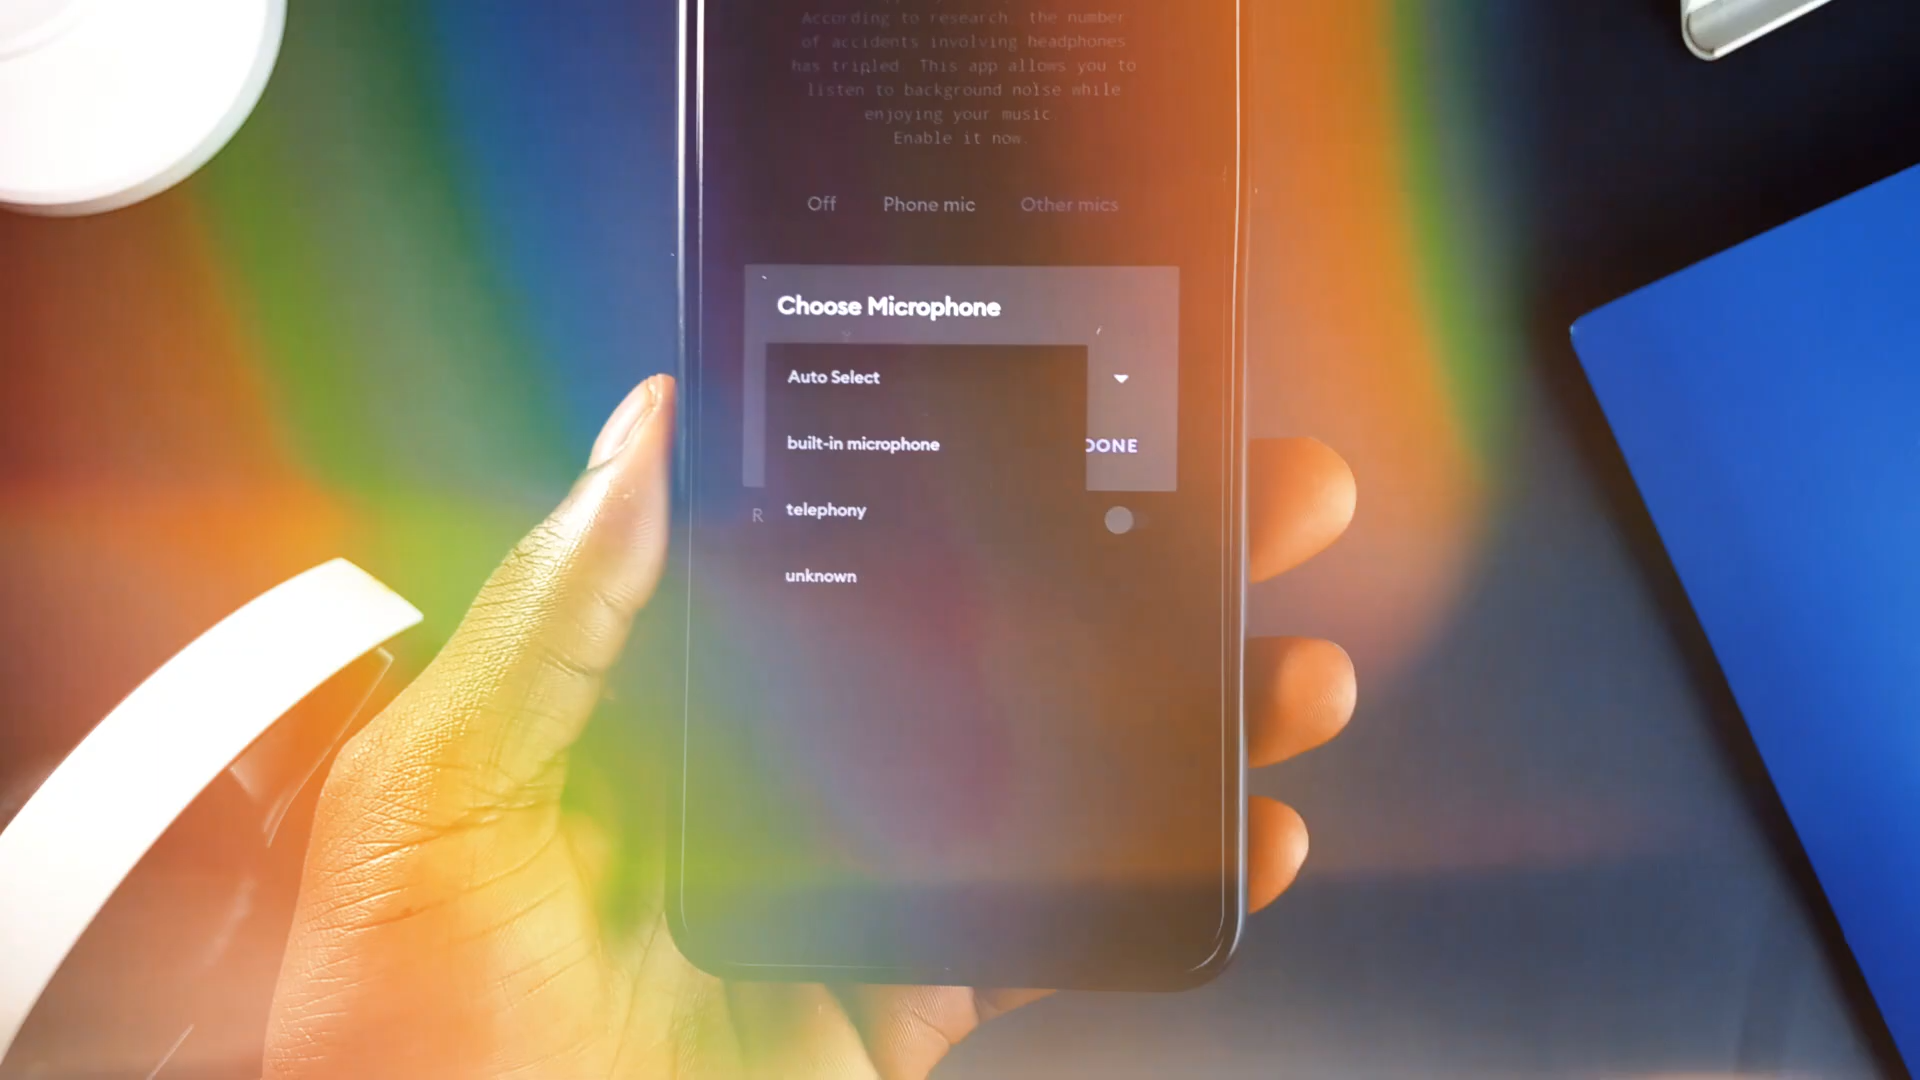 According to research, the number
of accidents involving headphones
has tripled. This app allows you to
listen to background noise while
enjoying your music.
Enable it now.
Off Phone mic Other mics
Choose Microphone
Auto Select
built-in microphone
DONE
telephony
R
unknown